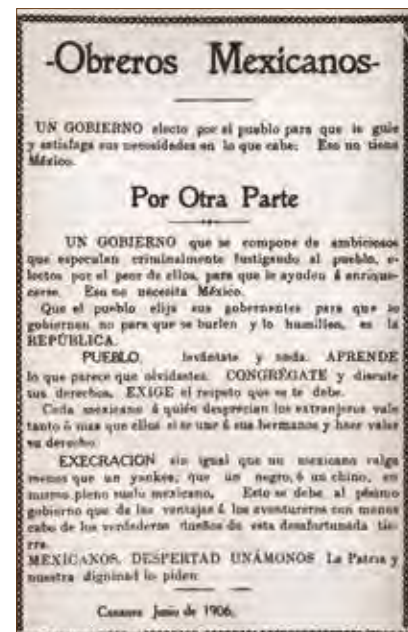 -Obreros Mexicanos-
UN GOBIERNO electo por el pueblo para que le guie
y satisfaga sus necesidades en lo que cabe: Eso no tiene
México.
Por Otra Parte
UN GOBIERNO que se compone de ambiciosos
que especulan criminalmente fustigando al pueblo, e-
lectos por el peor de ellos, para que le ayuden á enrique-
cerse. Eso no necesita México.
Que el pueblo elija sus gobernantes para que lo
gobiernen no para que se burlen y lo humillen, es la
REPÚBLICA.
PUEBLO, levántate y anda. APRENDE
lo que parece que olvidastes. CONGRÉGATE y discute
tus derechos. EXIGE el respeto que se te debe.
Cada mexicano á quién desprecian los extranjeros vale
tanto ó mas que ellos si se une á sus hermanos y hace valer
su derecho.
EXECRACION sin igual que un mexicano valga
menos que un yankee; que un negro, ó un chino, en
mismo pleno suelo mexicano. Esto se debe al pésimo
gobierno que da las ventajas á los aventureros con menos
cabo de los verdaderos dueños de esta desafortunada tie-
rra.
MEXICANOS, DESPERTAD UNÁMONOS La Patria y
nuestra dignidad lo piden
Cananea Junio de 1906.